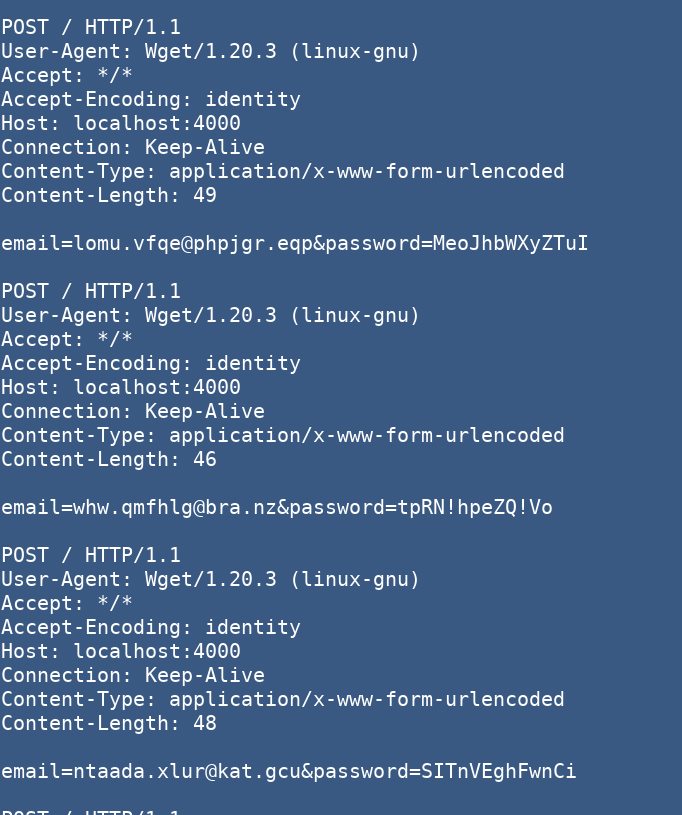 POST / HTTP/1.1
User-Agent: Wget/1.20.3 (linux-gnu)
Accept: */*
Accept-Encoding: identity
Host: localhost:4000
Connection: Keep-Alive
Content-Type: application/x-www-form-urlencoded
Content-Length: 49

email=lomu.vfqe@phpjgr.eqp&password=MeoJhbWXyZTuI

POST / HTTP/1.1
User-Agent: Wget/1.20.3 (linux-gnu)
Accept: */*
Accept-Encoding: identity
Host: localhost:4000
Connection: Keep-Alive
Content-Type: application/x-www-form-urlencoded
Content-Length: 46

email=whw.qmfhlg@bra.nz&password=tpRN!hpeZQ!Vo

POST / HTTP/1.1
User-Agent: Wget/1.20.3 (linux-gnu)
Accept: */*
Accept-Encoding: identity
Host: localhost:4000
Connection: Keep-Alive
Content-Type: application/x-www-form-urlencoded
Content-Length: 48

email=ntaada.xlur@kat.gcu&password=SITnVEghFwnCi

POST / HTTP/1.1